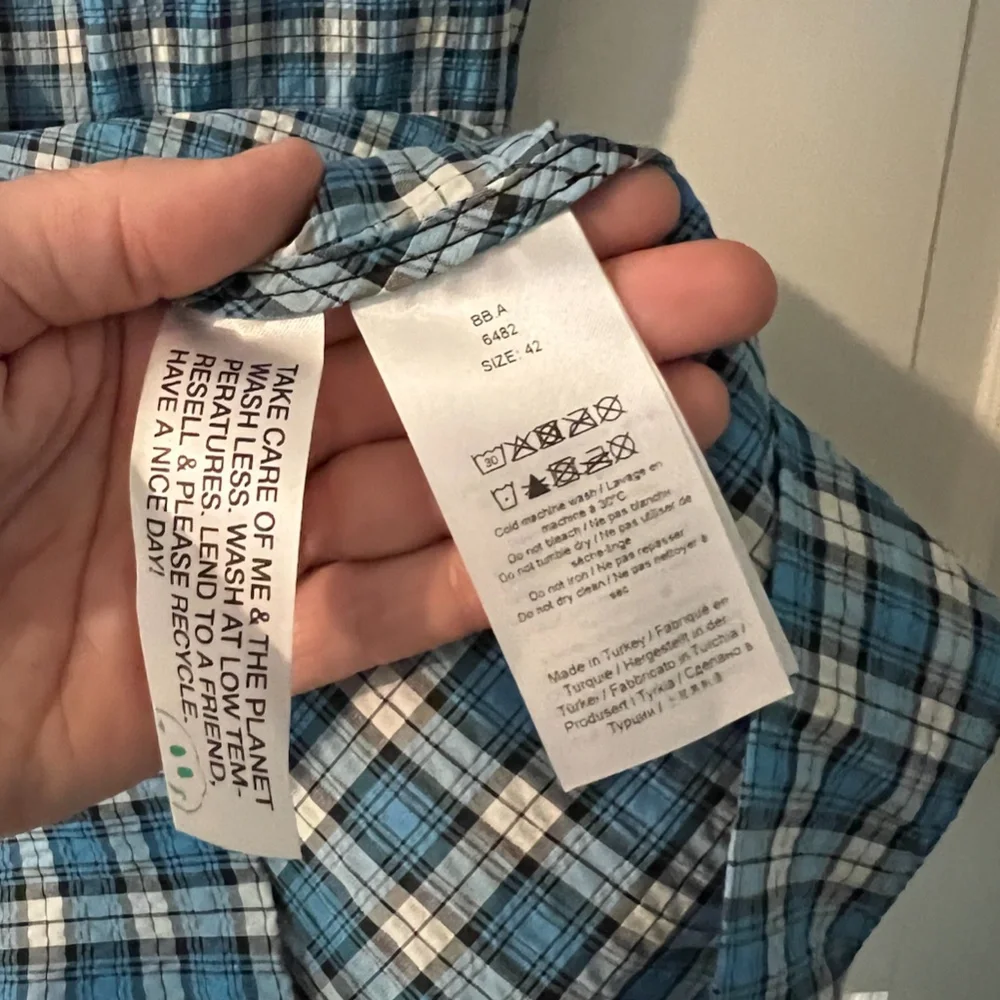 TAKE CARE OF ME & THE PLANET
WASH LESS. WASH AT LOW TEM-
PERATURES. LEND TO A FRIEND,
RESELL & PLEASE RECYCLE.
HAVE A NICE DAY!
BB.A
6482
SIZE: 42
30
Cold machine wash / Lavage en
machine à 30°C
Do not bleach / Ne pas blanchir
Do not tumble dry / Ne pas utiliser de
sèche-linge
Do not iron / Ne pas repasser
Do not dry clean / Ne pas nettoyer à
sec
Made in Turkey / Fabriqué en
Turquie / Hergestellt in der
Türkei / Fabbricato in Turchia /
Produsert i Tyrkia / Сделано в
Турции /